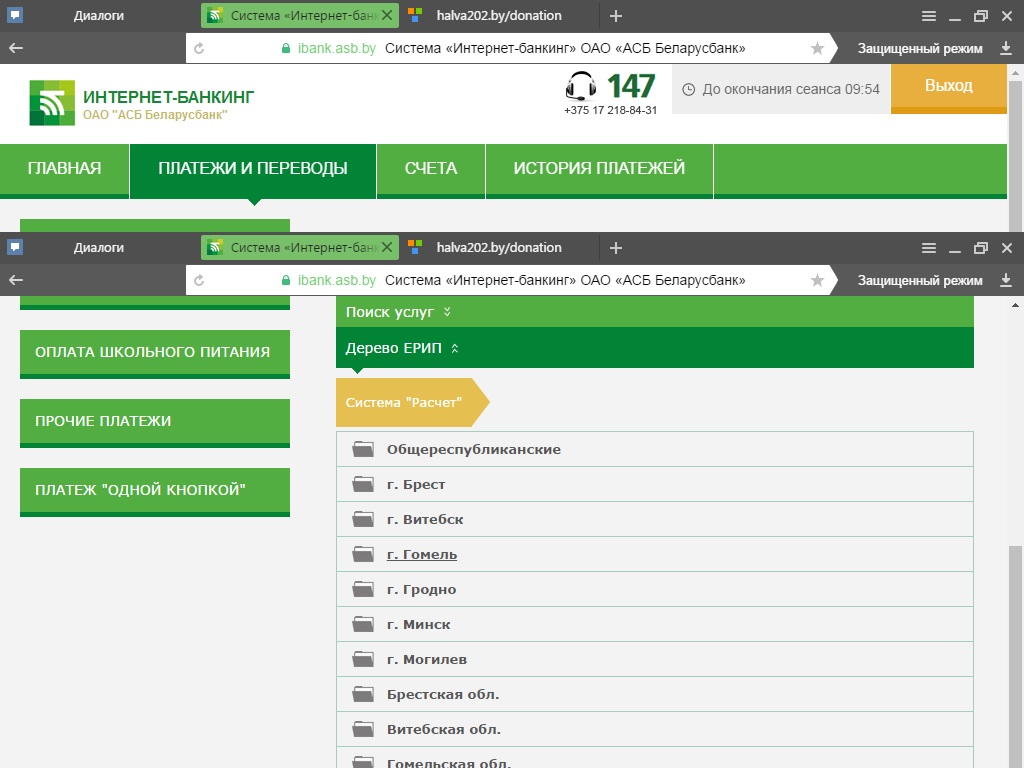 Диалоги
Система «Интернет-банк
halva202.by/donation
ibank.asb.by Система «Интернет-банкинг» ОАО «АСБ Беларусбанк»
Защищенный режим
ИНТЕРНЕТ-БАНКИНГ
ОАО "АСБ Беларусбанк"
147
+375 17 218-84-31
До окончания сеанса 09:54
Выход
ГЛАВНАЯ
ПЛАТЕЖИ И ПЕРЕВОДЫ
СЧЕТА
ИСТОРИЯ ПЛАТЕЖЕЙ
Диалоги
Система «Интернет-банк
halva202.by/donation
ibank.asb.by Система «Интернет-банкинг» ОАО «АСБ Беларусбанк»
Защищенный режим
ОПЛАТА ШКОЛЬНОГО ПИТАНИЯ
ПРОЧИЕ ПЛАТЕЖИ
ПЛАТЕЖ "ОДНОЙ КНОПКОЙ"
Поиск услуг
Дерево ЕРИП
Система "Расчет"
Общереспубликанские
г. Брест
г. Витебск
г. Гомель
г. Гродно
г. Минск
г. Могилев
Брестская обл.
Витебская обл.
Гомельская обл.